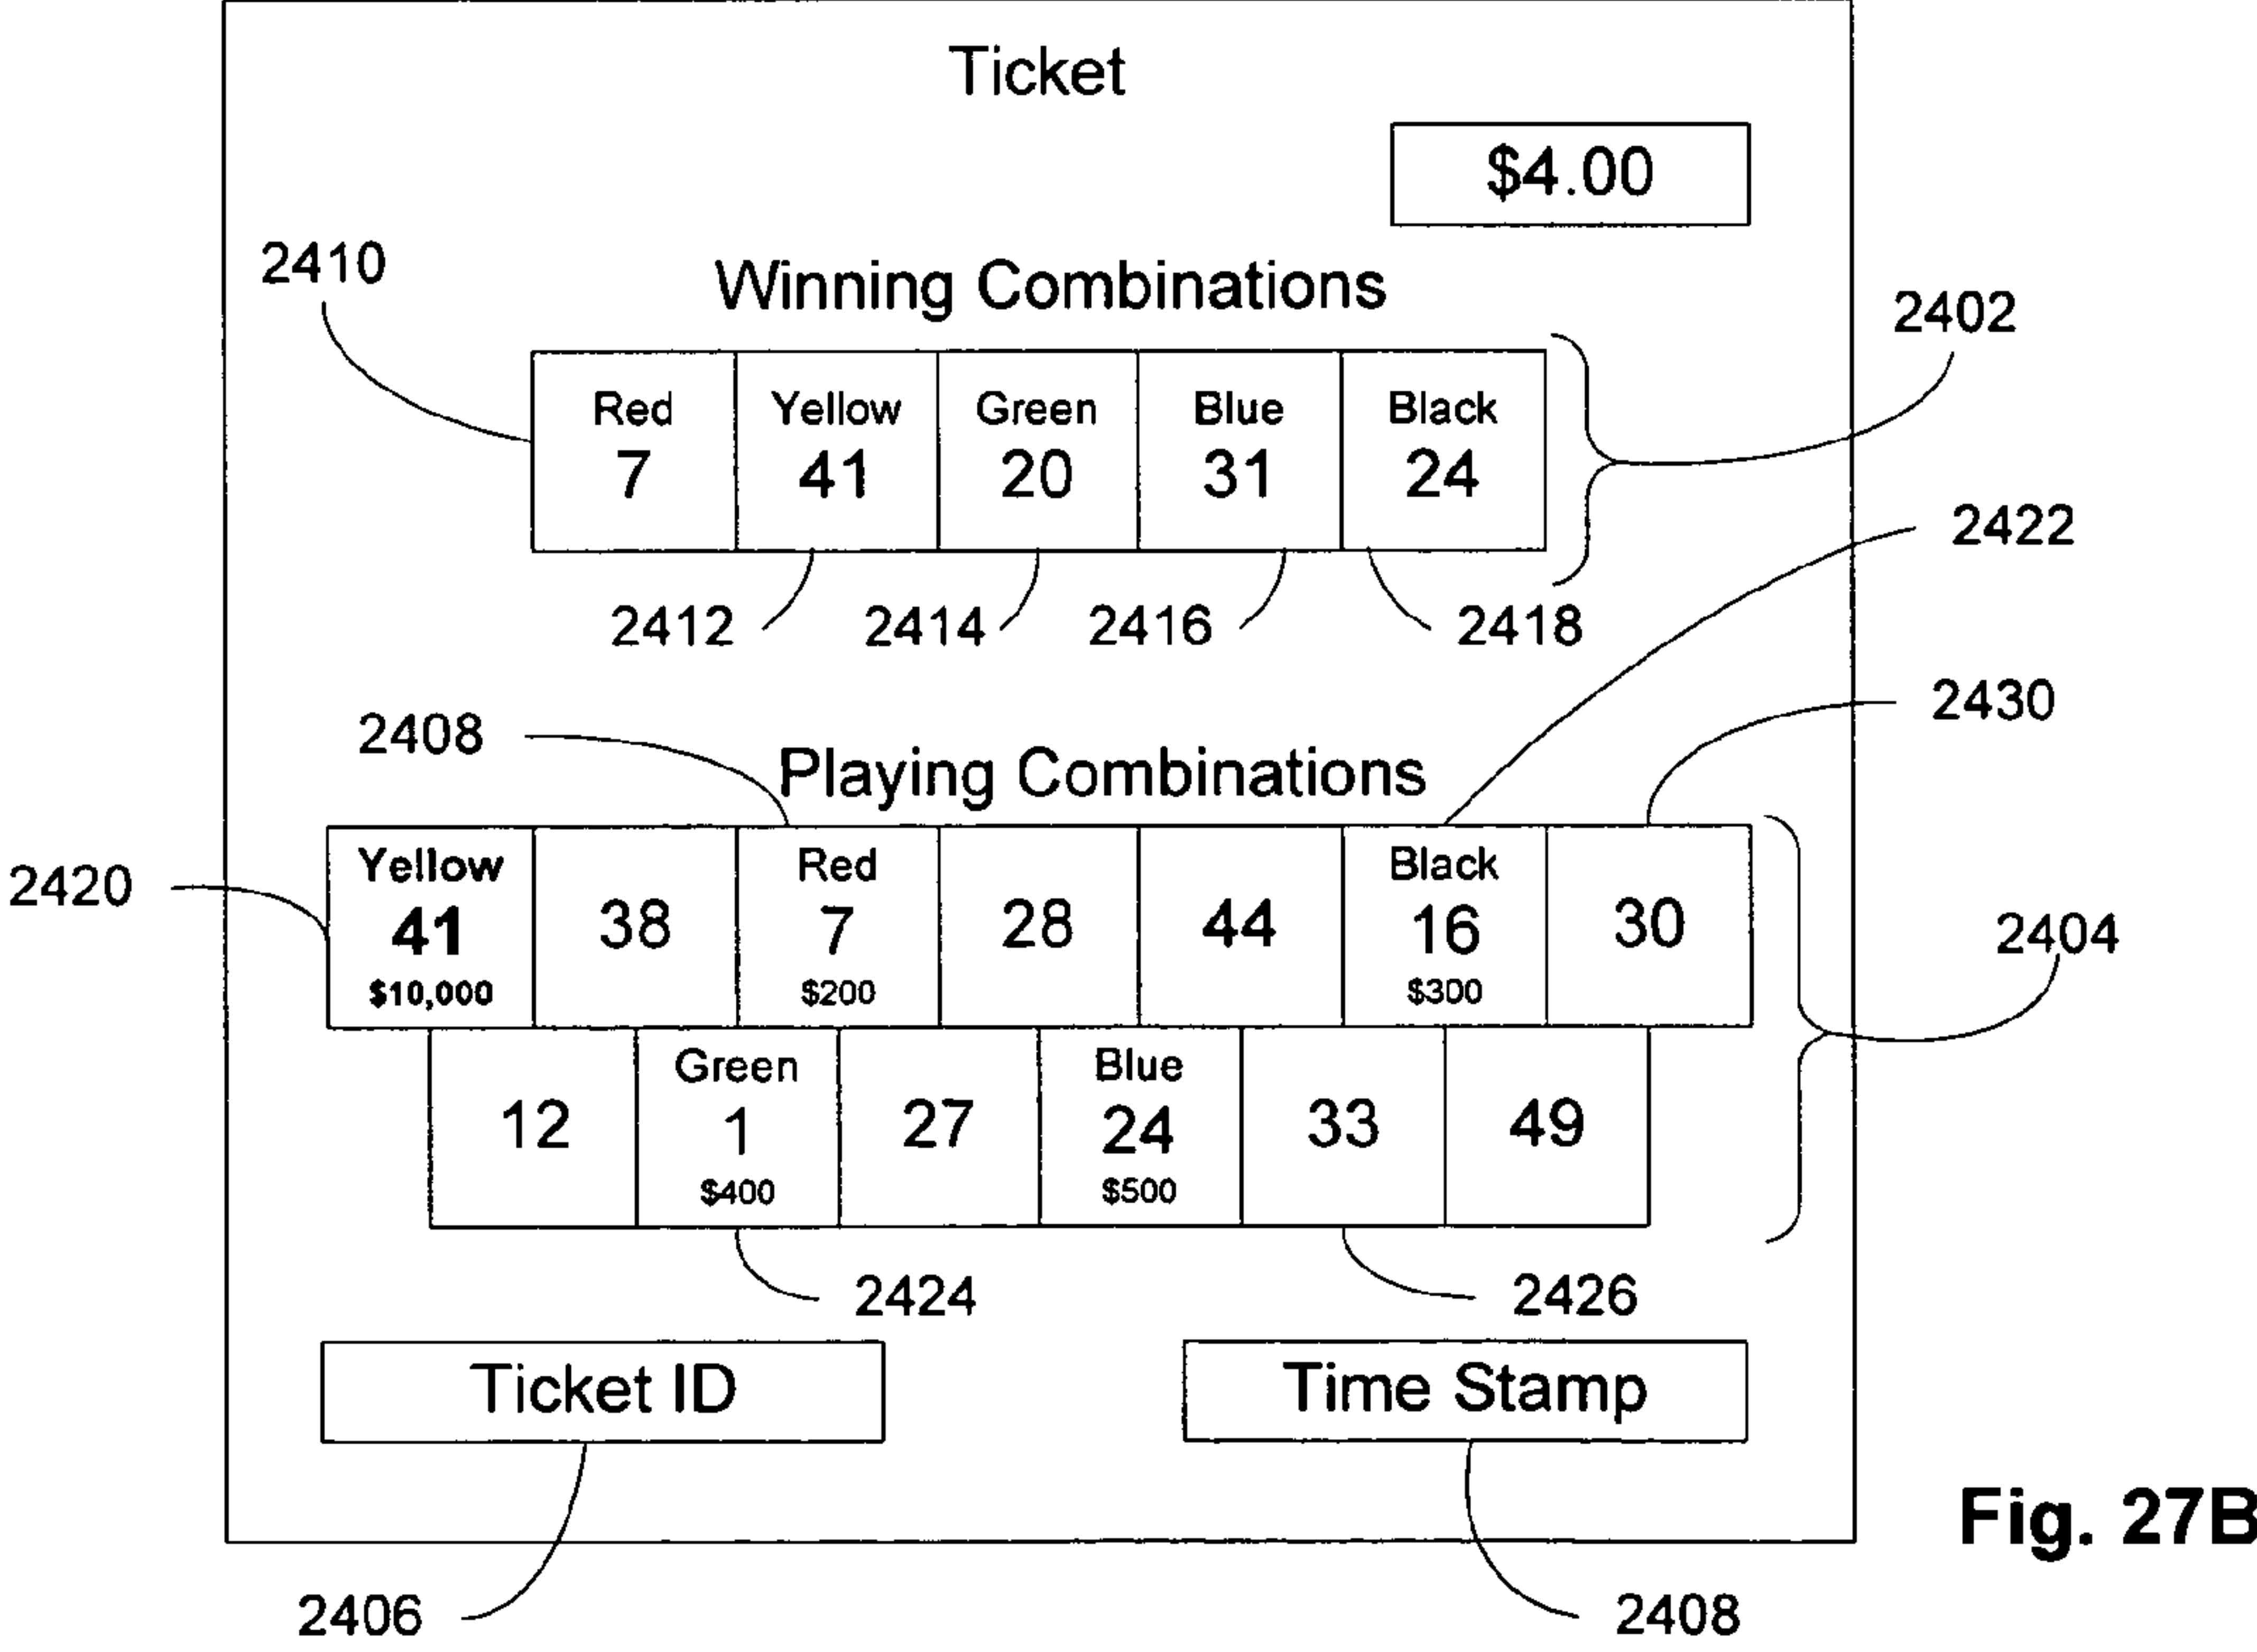 Ticket
$4.00
2410
Winning Combinations
2402
Red Yellow Green Blue Black
7 41 20 31 24
2422
2412 2414 2416 2418
2430
2408
Playing Combinations
2420
Yellow Red Black
41 38 7 28 44 16 30
$10,000 $200 $300
2404
Green Blue
12 1 27 24 33 49
$400 $500
2424 2426
Ticket ID Time Stamp
Fig. 27B
2406 2408